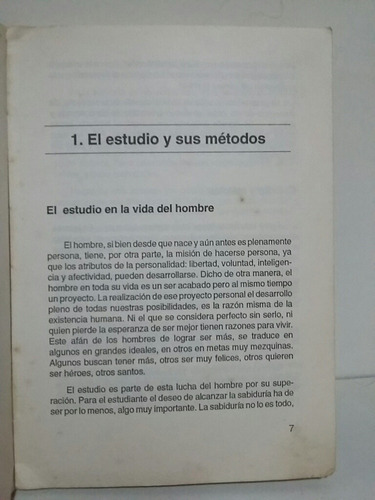 1. El estudio y sus métodos
El estudio en la vida del hombre
El hombre, si bien desde que nace y aún antes es plenamente
persona, tiene, por otra parte, la misión de hacerse persona, ya
que los atributos de la personalidad: libertad, voluntad, inteligen-
cia y afectividad, pueden desarrollarse. Dicho de otra manera, el
hombre en toda su vida es un ser acabado pero al mismo tiempo
un proyecto. La realización de ese proyecto personal el desarrollo
pleno de todas nuestras posibilidades, es la razón misma de la
existencia humana. Ni el que se considera perfecto sin serlo, ni
quien pierde la esperanza de ser mejor tienen razones para vivir.
Este afán de los hombres de lograr ser más, se traduce en
algunos en grandes ideales, en otros en metas muy mezquinas.
Algunos buscan tener más, otros ser muy felices, otros quieren
ser héroes, otros santos.
El estudio es parte de esta lucha del hombre por su supe-
ración. Para el estudiante el deseo de alcanzar la sabiduría ha de
ser por lo menos, algo muy importante. La sabiduría no lo es todo,
7